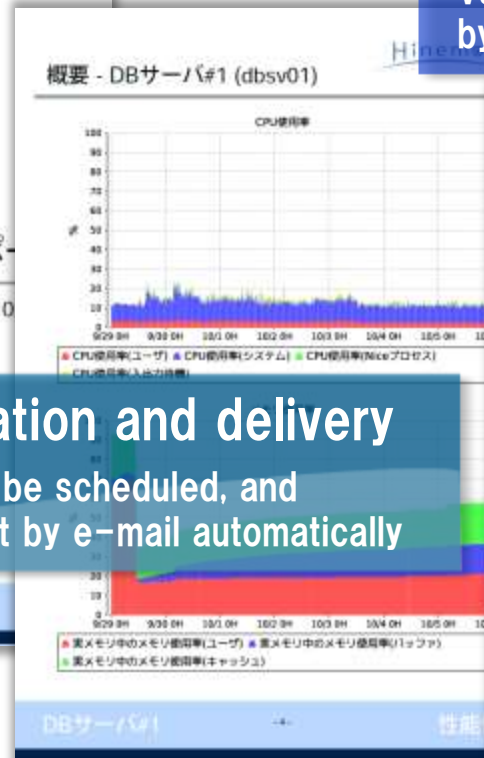 by
Hinem
概要 - DBサーバ#1 (dbsv01)
CPU使用率
100
90
80
70
60
50
40
30
20
10
0
%
9/29 0H 9/30 0H 10/1 0H 10/2 0H 10/3 0H 10/4 0H 10/5 0H
CPU使用率(ユーザ) CPU使用率(システム) CPU使用率(Niceプロセス)
CPU使用率(入出力待機)
ation and delivery
be scheduled, and
t by e-mail automatically
20
10
0
9/29 0H 9/30 0H 10/1 0H 10/2 0H 10/3 0H 10/4 0H 10/5 0H
実メモリ中のメモリ使用率(ユーザ) 実メモリ中のメモリ使用率(バッファ)
実メモリ中のメモリ使用率(キャッシュ)
DBサーバ#1
-4-
性能